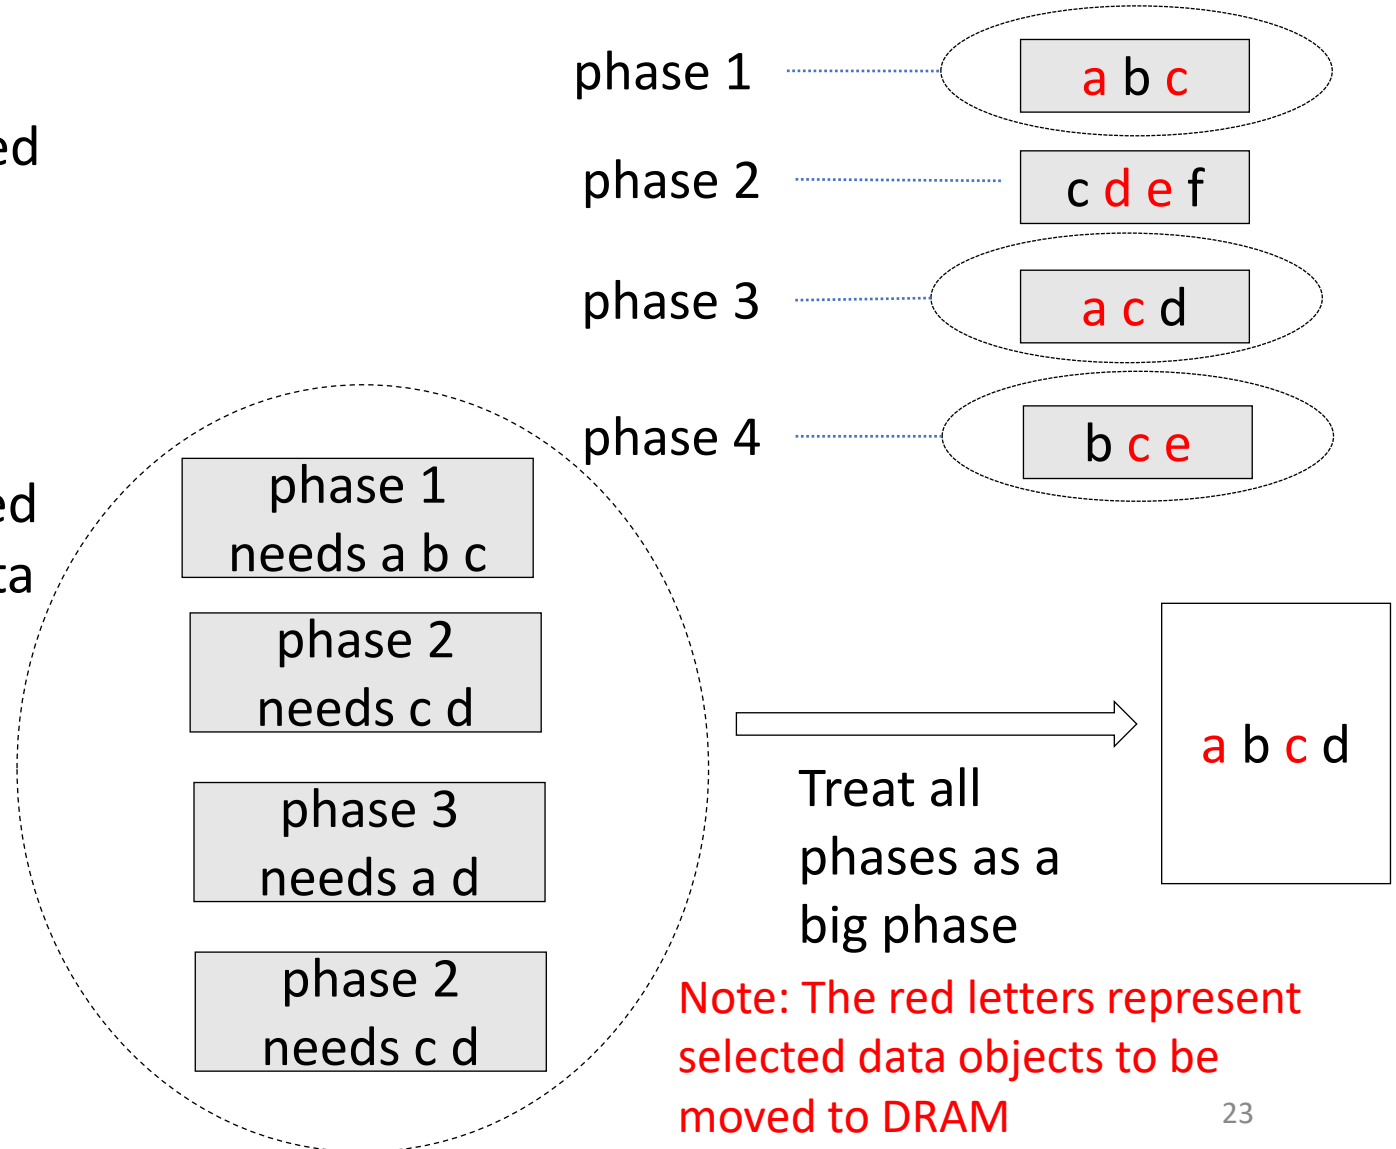 phase 1
a b c
phase 2
c d e f
phase 3
a c d
phase 4
b c e
ed
ed
ta
phase 1
needs a b c
phase 2
needs c d
phase 3
needs a d
phase 2
needs c d
Treat all
phases as a
big phase
a b c d
Note: The red letters represent
selected data objects to be
moved to DRAM
23